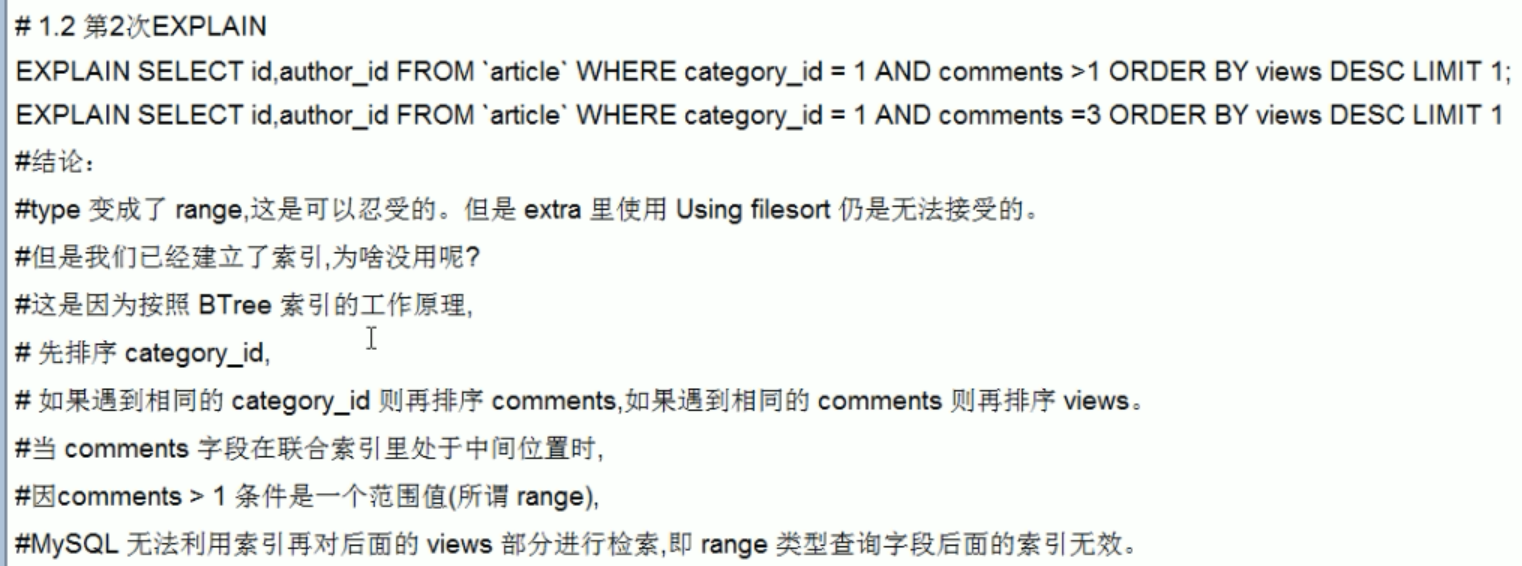 # 1.2 第2次EXPLAIN
EXPLAIN SELECT id,author_id FROM `article` WHERE category_id = 1 AND comments >1 ORDER BY views DESC LIMIT 1;
EXPLAIN SELECT id,author_id FROM `article` WHERE category_id = 1 AND comments =3 ORDER BY views DESC LIMIT 1
#结论：
#type 变成了 range,这是可以忍受的。但是 extra 里使用 Using filesort 仍是无法接受的。
#但是我们已经建立了索引,为啥没用呢?
#这是因为按照 BTree 索引的工作原理,
# 先排序 category_id,
# 如果遇到相同的 category_id 则再排序 comments,如果遇到相同的 comments 则再排序 views。
#当 comments 字段在联合索引里处于中间位置时,
#因comments > 1 条件是一个范围值(所谓 range),
#MySQL 无法利用索引再对后面的 views 部分进行检索,即 range 类型查询字段后面的索引无效。